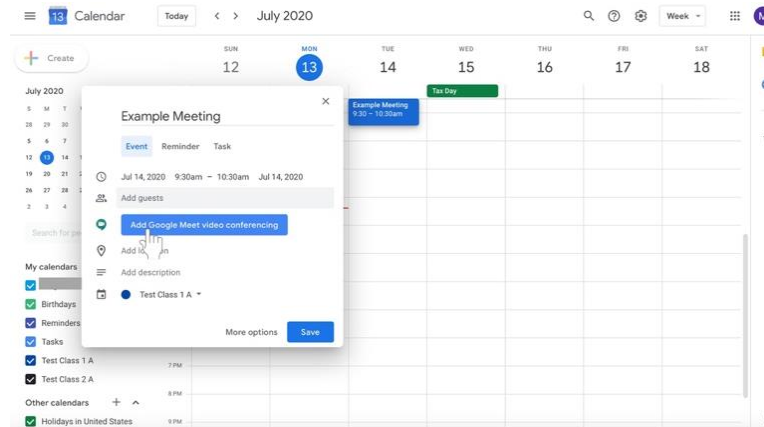 13 Calendar Today July 2020 Week M
Create
SUN MON TUE WED THU FRI SAT
12 13 14 15 16 17 18
July 2020
S M T
28 29 30
5 6 7
12 13 14
19 20 21
26 27 28
2 3 4
Search for pe
My calendars
Birthdays
Reminders
Tasks
Test Class 1 A
Test Class 2 A
Other calendars
Holidays in United States
Tax Day
Example Meeting
9:30 – 10:30am
Example Meeting
Event Reminder Task
Jul 14, 2020 9:30am – 10:30am Jul 14, 2020
Add guests
Add Google Meet video conferencing
Add
Add description
Test Class 1 A
More options Save
7 PM
8 PM
9 PM